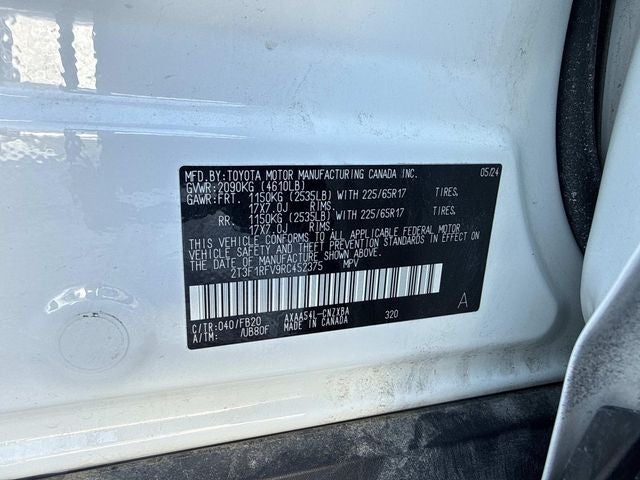 MFD.BY:TOYOTA MOTOR MANUFACTURING CANADA INC. 05/24
GVWR: 2090KG (4610LB)
GAWR:FRT. 1150KG (2535LB) WITH 225/65R17 TIRES.
17X7.0J RIMS.
RR. 1150KG (2535LB) WITH 225/65R17 TIRES.
17X7.0J RIMS.
THIS VEHICLE CONFORMS TO ALL APPLICABLE FEDERAL MOTOR
VEHICLE SAFETY AND THEFT PREVENTION STANDARDS IN EFFECT ON
THE DATE OF MANUFACTURE SHOWN ABOVE.
2T3F1RFV9RC452375 MPV
A
C/TR:040/FB20 AXAA54L-CNZXBA 320
A/TM: /UB80F MADE IN CANADA